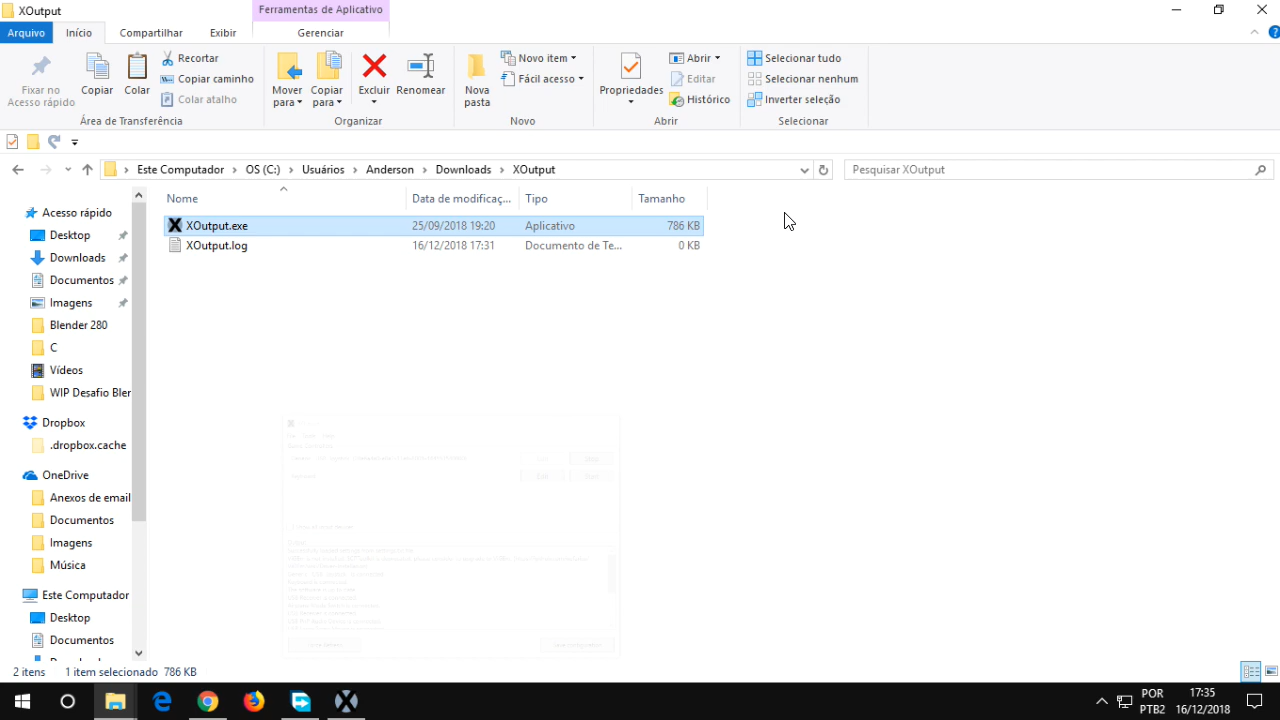 XOutput
Ferramentas de Aplicativo
Arquivo Início Compartilhar Exibir Gerenciar
Fixar no Acesso rápido
Copiar
Colar
Recortar
Copiar caminho
Colar atalho
Mover para
Copiar para
Excluir
Renomear
Nova pasta
Novo item
Fácil acesso
Propriedades
Abrir
Editar
Histórico
Selecionar tudo
Selecionar nenhum
Inverter seleção
Área de Transferência Organizar Novo Abrir Selecionar
Este Computador > OS (C:) > Usuários > Anderson > Downloads > XOutput
Pesquisar XOutput
Nome Data de modificaç... Tipo Tamanho
XOutput.exe 25/09/2018 19:20 Aplicativo 786 KB
XOutput.log 16/12/2018 17:31 Documento de Te... 0 KB
Acesso rápido
Desktop
Downloads
Documentos
Imagens
Blender 280
C
Vídeos
WIP Desafio Bler
Dropbox
.dropbox.cache
OneDrive
Anexos de email
Documentos
Imagens
Música
Este Computador
Desktop
Documentos
2 itens 1 item selecionado 786 KB
POR
PTB2
17:35
16/12/2018